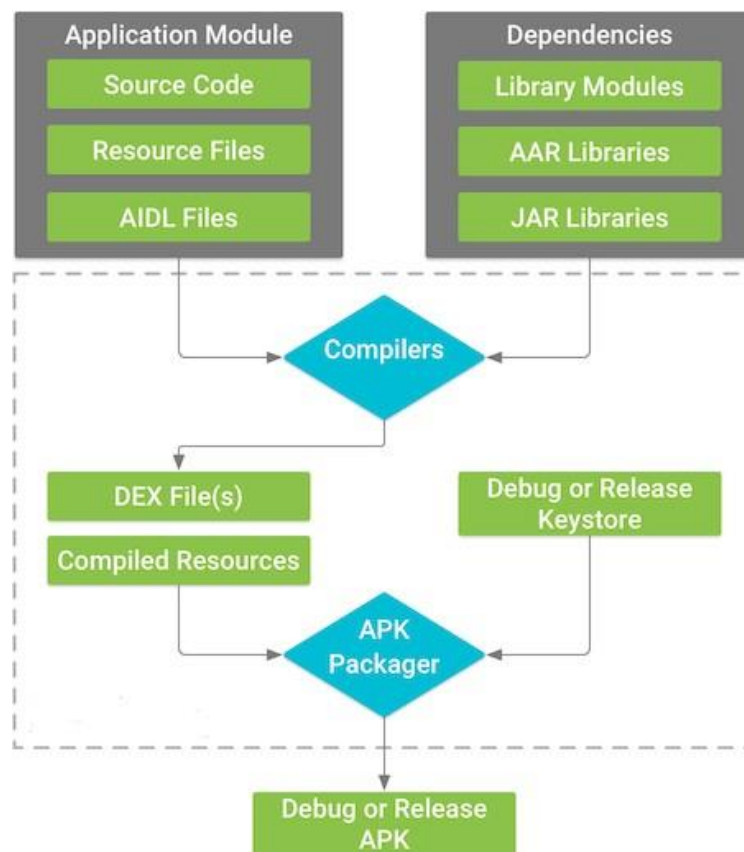 Application Module
Source Code
Resource Files
AIDL Files
Dependencies
Library Modules
AAR Libraries
JAR Libraries
Compilers
DEX File(s)
Compiled Resources
Debug or Release
Keystore
APK
Packager
Debug or Release
APK